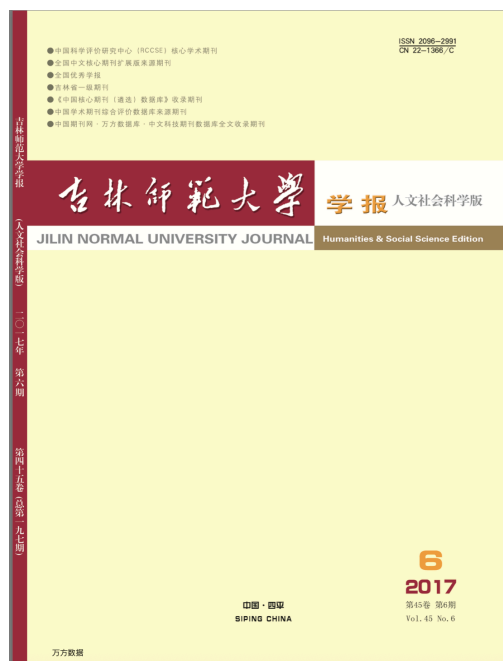 ISSN 2096-2991
CN 22-1366/C
●中国科学评价研究中心（RCCSE）核心学术期刊
●全国中文核心期刊扩展版来源期刊
●全国优秀学报
●吉林省一级期刊
●《中国核心期刊（遴选）数据库》收录期刊
●中国学术期刊综合评价数据库来源期刊
●中国期刊网·万方数据库·中文科技期刊数据库全文收录期刊
吉林师范大学学报 （人文社会科学版） 二〇一七年 第六期 第四十五卷（总第一九七期）
吉林师範大學
学报 人文社会科学版
JILIN NORMAL UNIVERSITY JOURNAL
Humanities & Social Science Edition
6
2017
第45卷 第6期
Vol.45 No.6
中国·四平
SIPING CHINA
万方数据